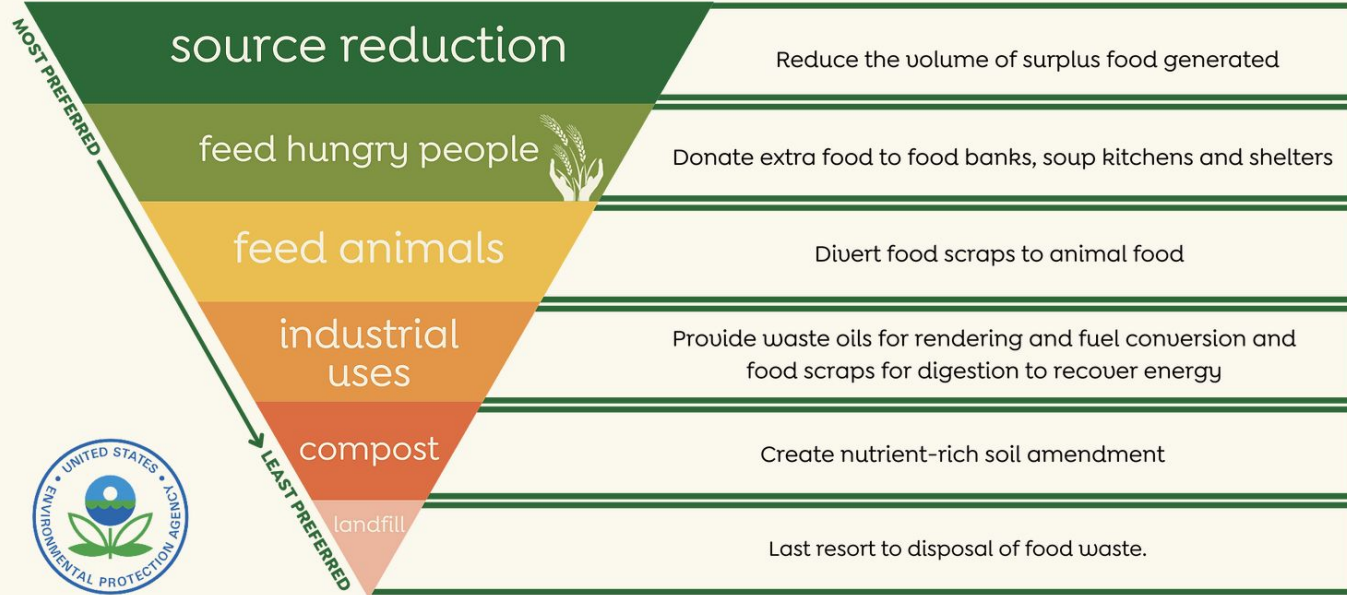 MOST PREFERRED
source reduction
Reduce the volume of surplus food generated
feed hungry people
Donate extra food to food banks, soup kitchens and shelters
feed animals
Divert food scraps to animal food
industrial
uses
Provide waste oils for rendering and fuel conversion and
food scraps for digestion to recover energy
compost
Create nutrient-rich soil amendment
LEAST PREFERRED
landfill
Last resort to disposal of food waste.
UNITED STATES
ENVIRONMENTAL PROTECTION AGENCY